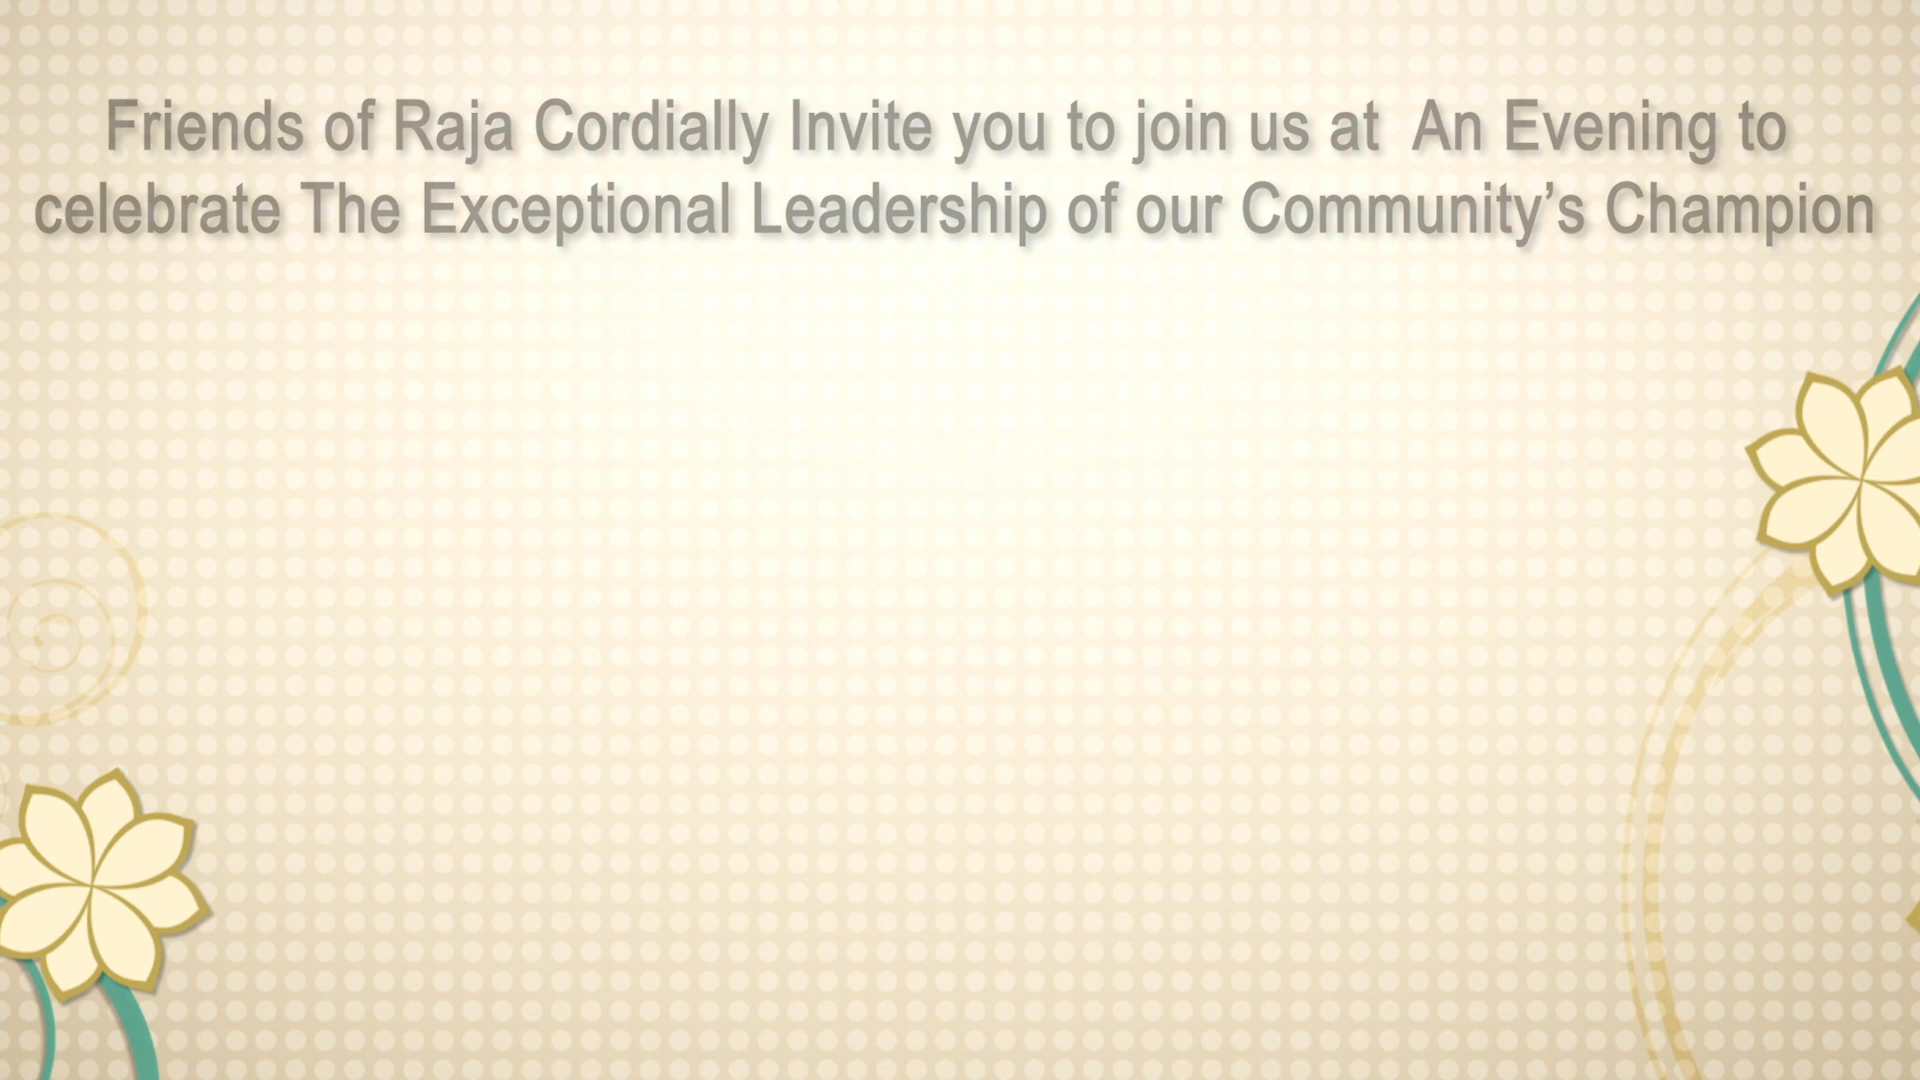 Friends of Raja Cordially Invite you to join us at  An Evening to
celebrate The Exceptional Leadership of our Community’s Champion